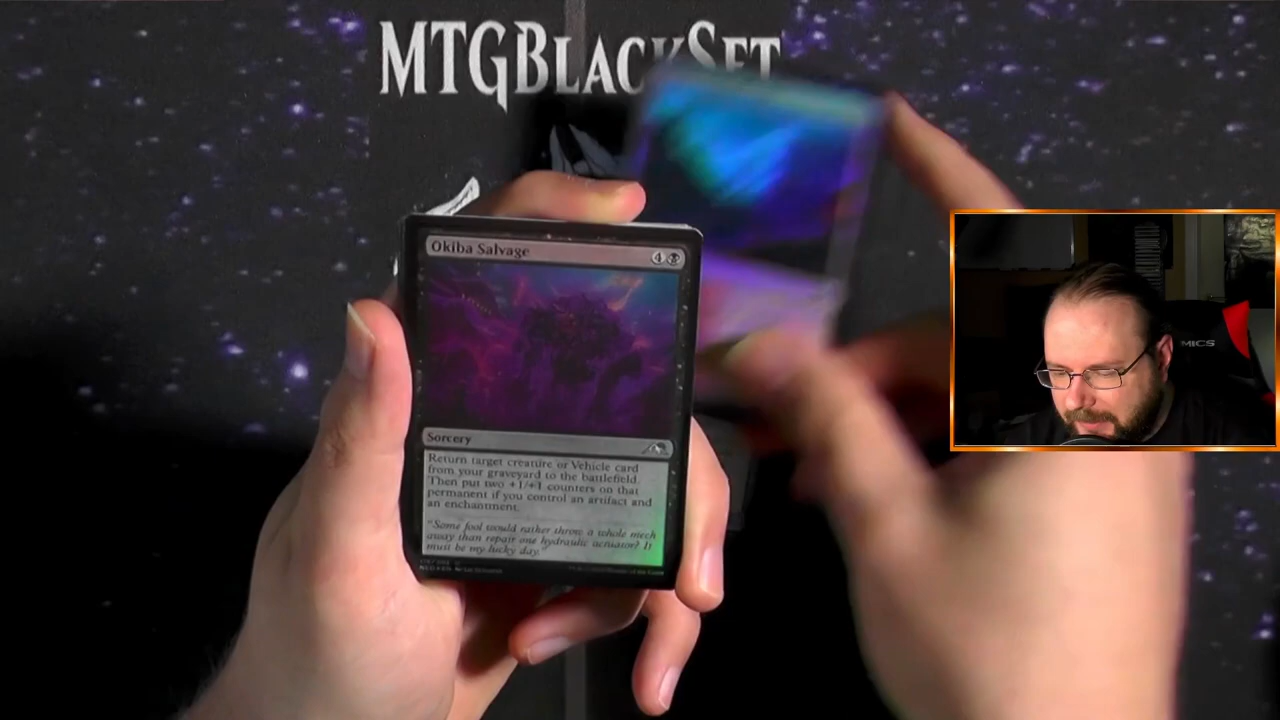 MTGBLACKSET
Okiba Salvage
4
Sorcery
Return target creature or Vehicle card
from your graveyard to the battlefield.
Then put two +1/+1 counters on that
permanent if you control an artifact and
an enchantment.
"Some fool would rather throw a whole mech
away than repair one hydraulic actuator? It
must be my lucky day."
MICS